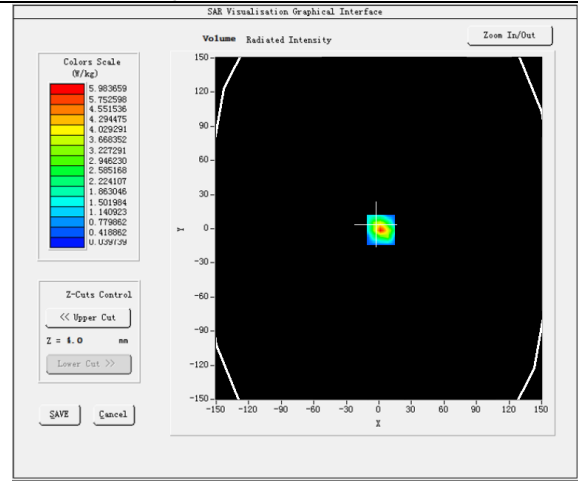 SAR Visualisation Graphical Interface
Volume Radiated Intensity
Zoom In/Out
Colors Scale
(W/kg)
5.983659
5.752598
4.551536
4.294475
4.029291
3.668352
3.227291
2.946230
2.585168
2.224107
1.863046
1.501984
1.140923
0.779862
0.418862
0.039739
Z-Cuts Control
<< Upper Cut
Z = 4.0 mm
Lower Cut >>
SAVE Cancel
150
120
90
60
30
0
-30
-60
-90
-120
-150
Y
-150 -120 -90 -60 -30 0 30 60 90 120 150
X